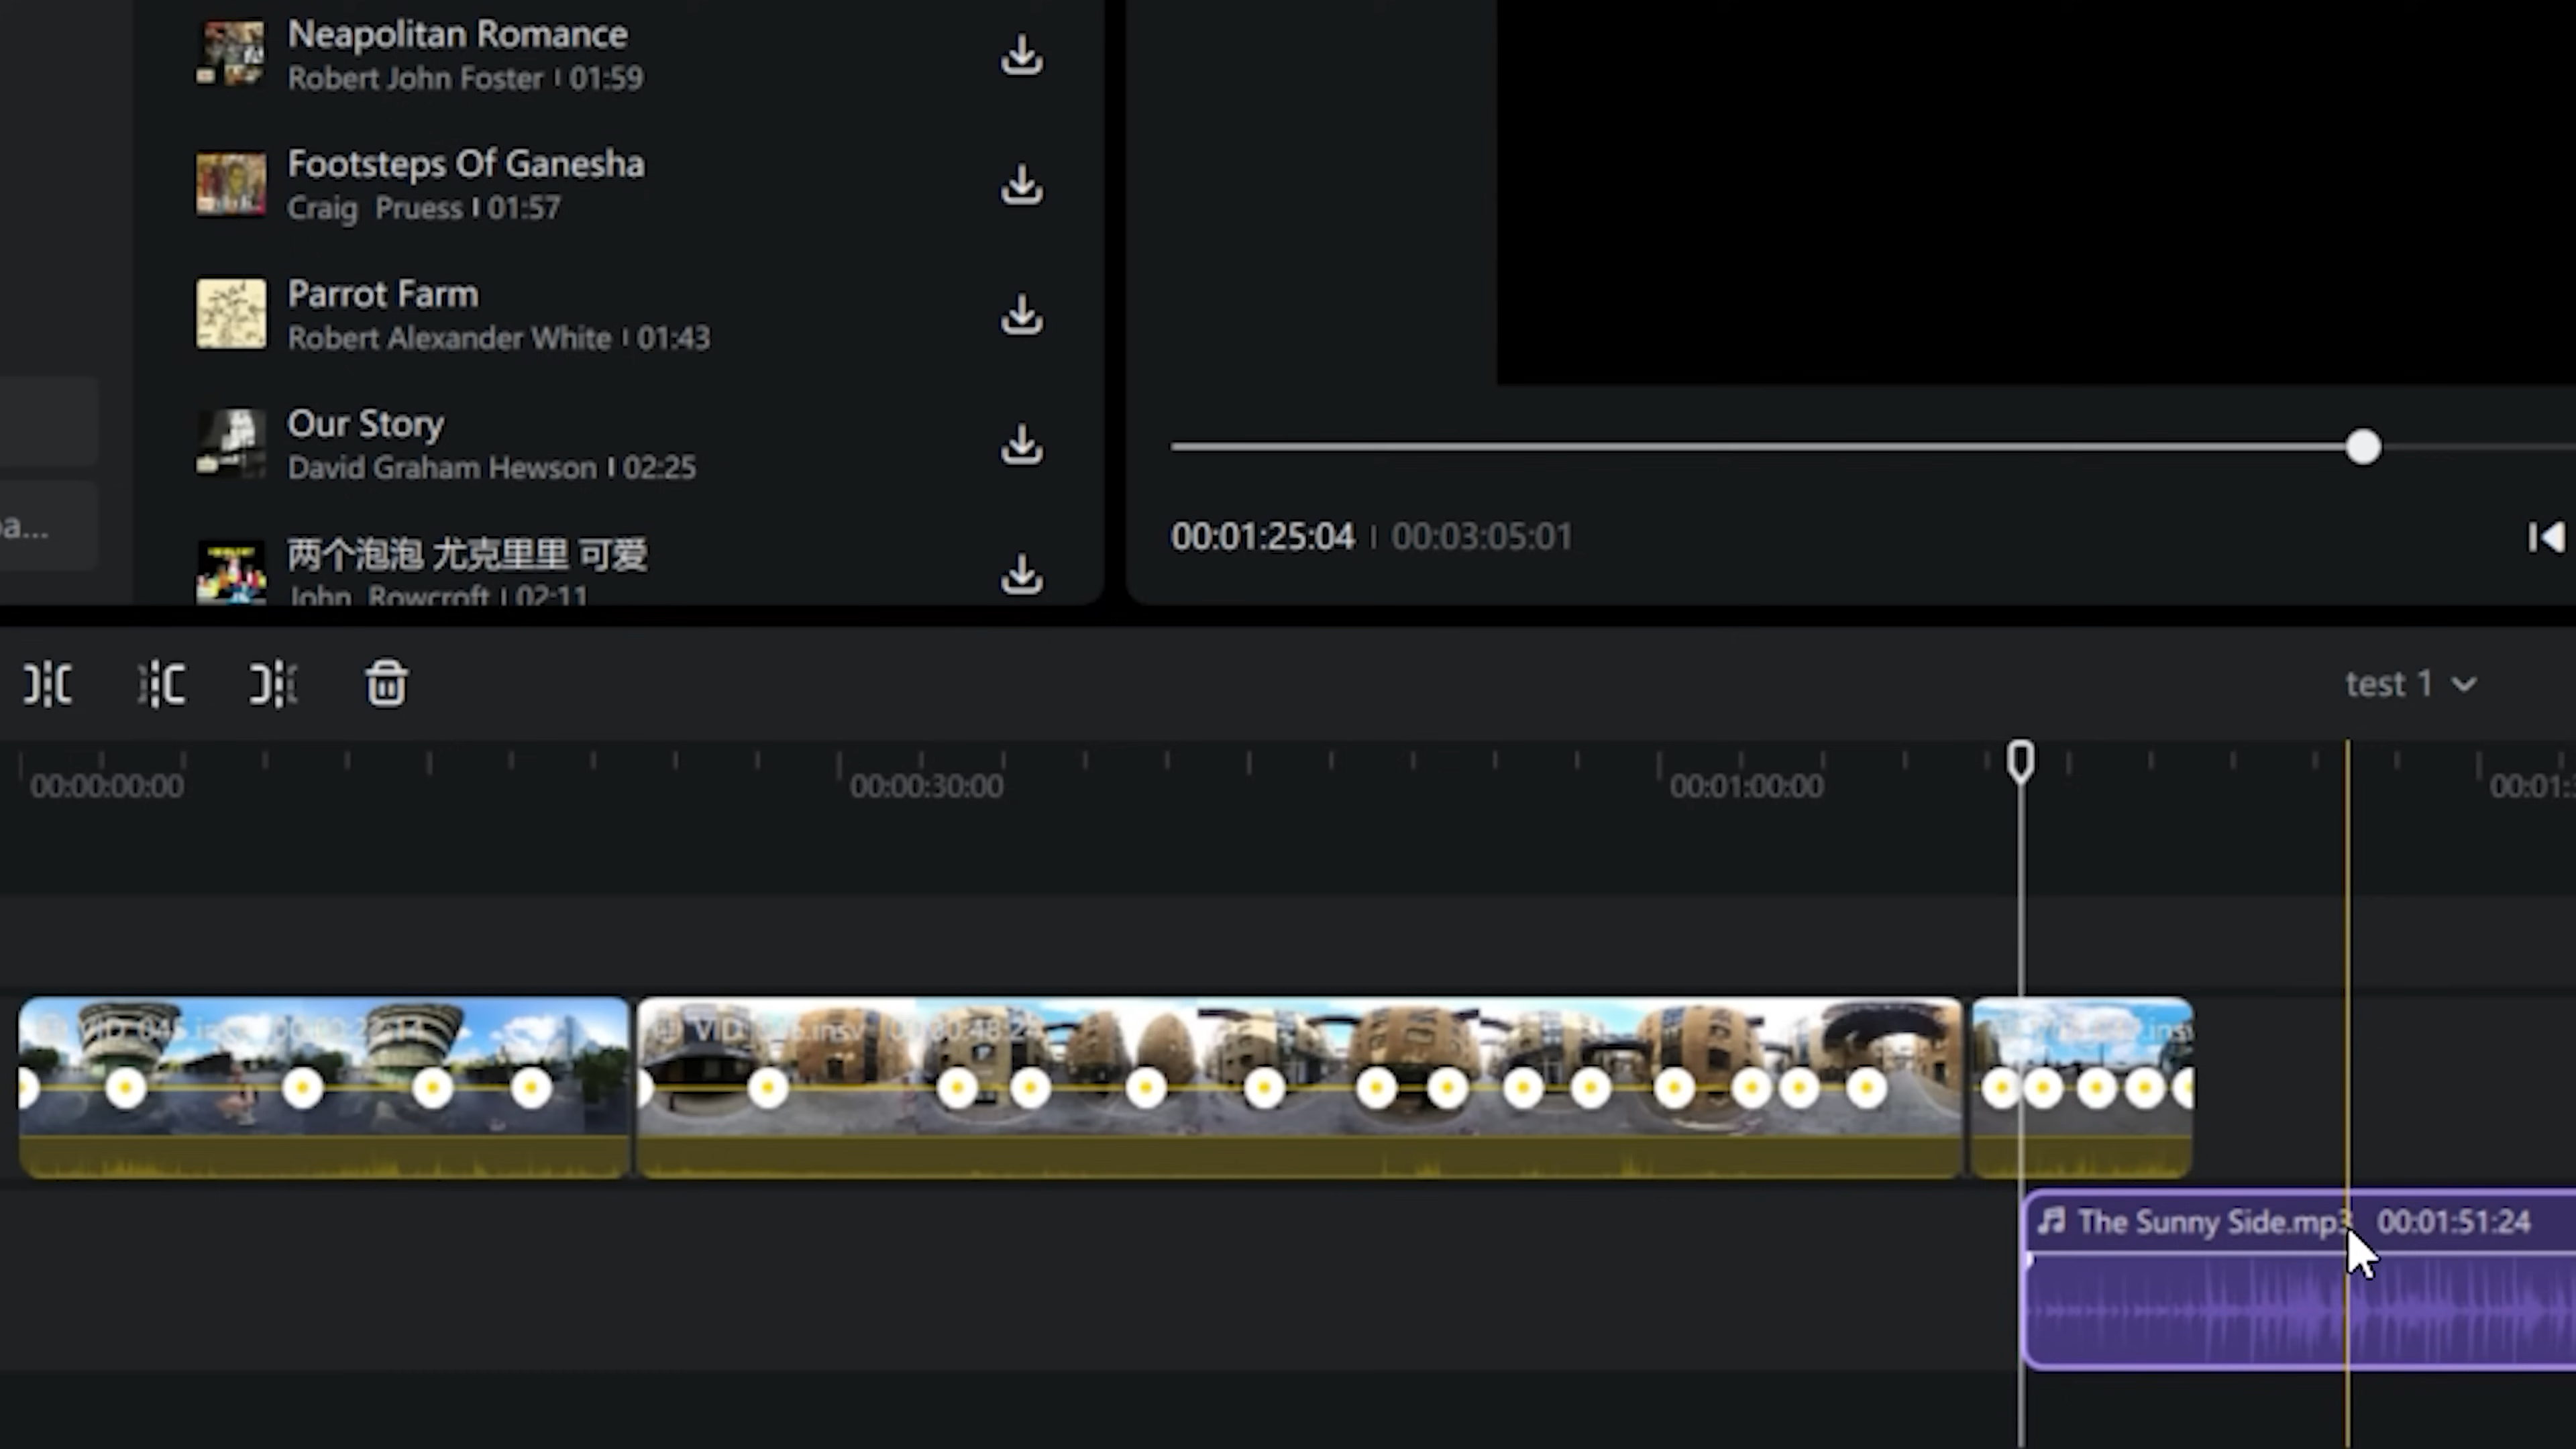 Neapolitan Romance
Robert John Foster | 01:59
Footsteps Of Ganesha
Craig Pruess | 01:57
Parrot Farm
Robert Alexander White | 01:43
Our Story
David Graham Hewson | 02:25
两个泡泡 尤克里里 可爱
John Rowcroft | 02:11
00:01:25:04 | 00:03:05:01
test 1
00:00:00:00 00:00:30:00 00:01:00:00
The Sunny Side.mp3 00:01:51:24